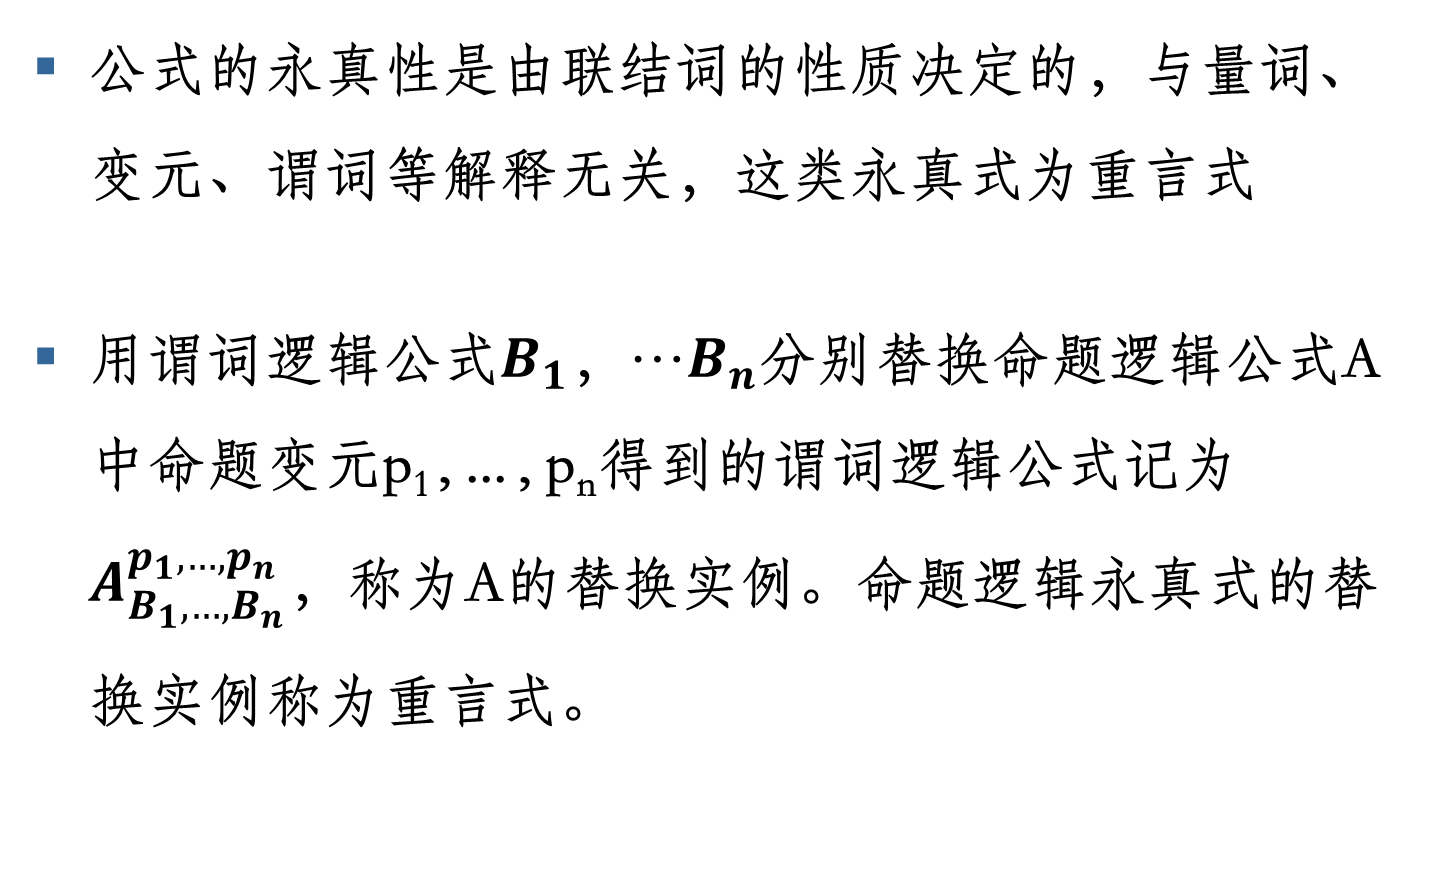 ▪ 公式的永真性是由联结词的性质决定的，与量词、
变元、谓词等解释无关，这类永真式为重言式
▪ 用谓词逻辑公式B₁，⋯Bₙ分别替换命题逻辑公式A
中命题变元p₁, … , pₙ得到的谓词逻辑公式记为
A^{p₁,…,pₙ}_{B₁,…,Bₙ}，称为A的替换实例。命题逻辑永真式的替
换实例称为重言式。